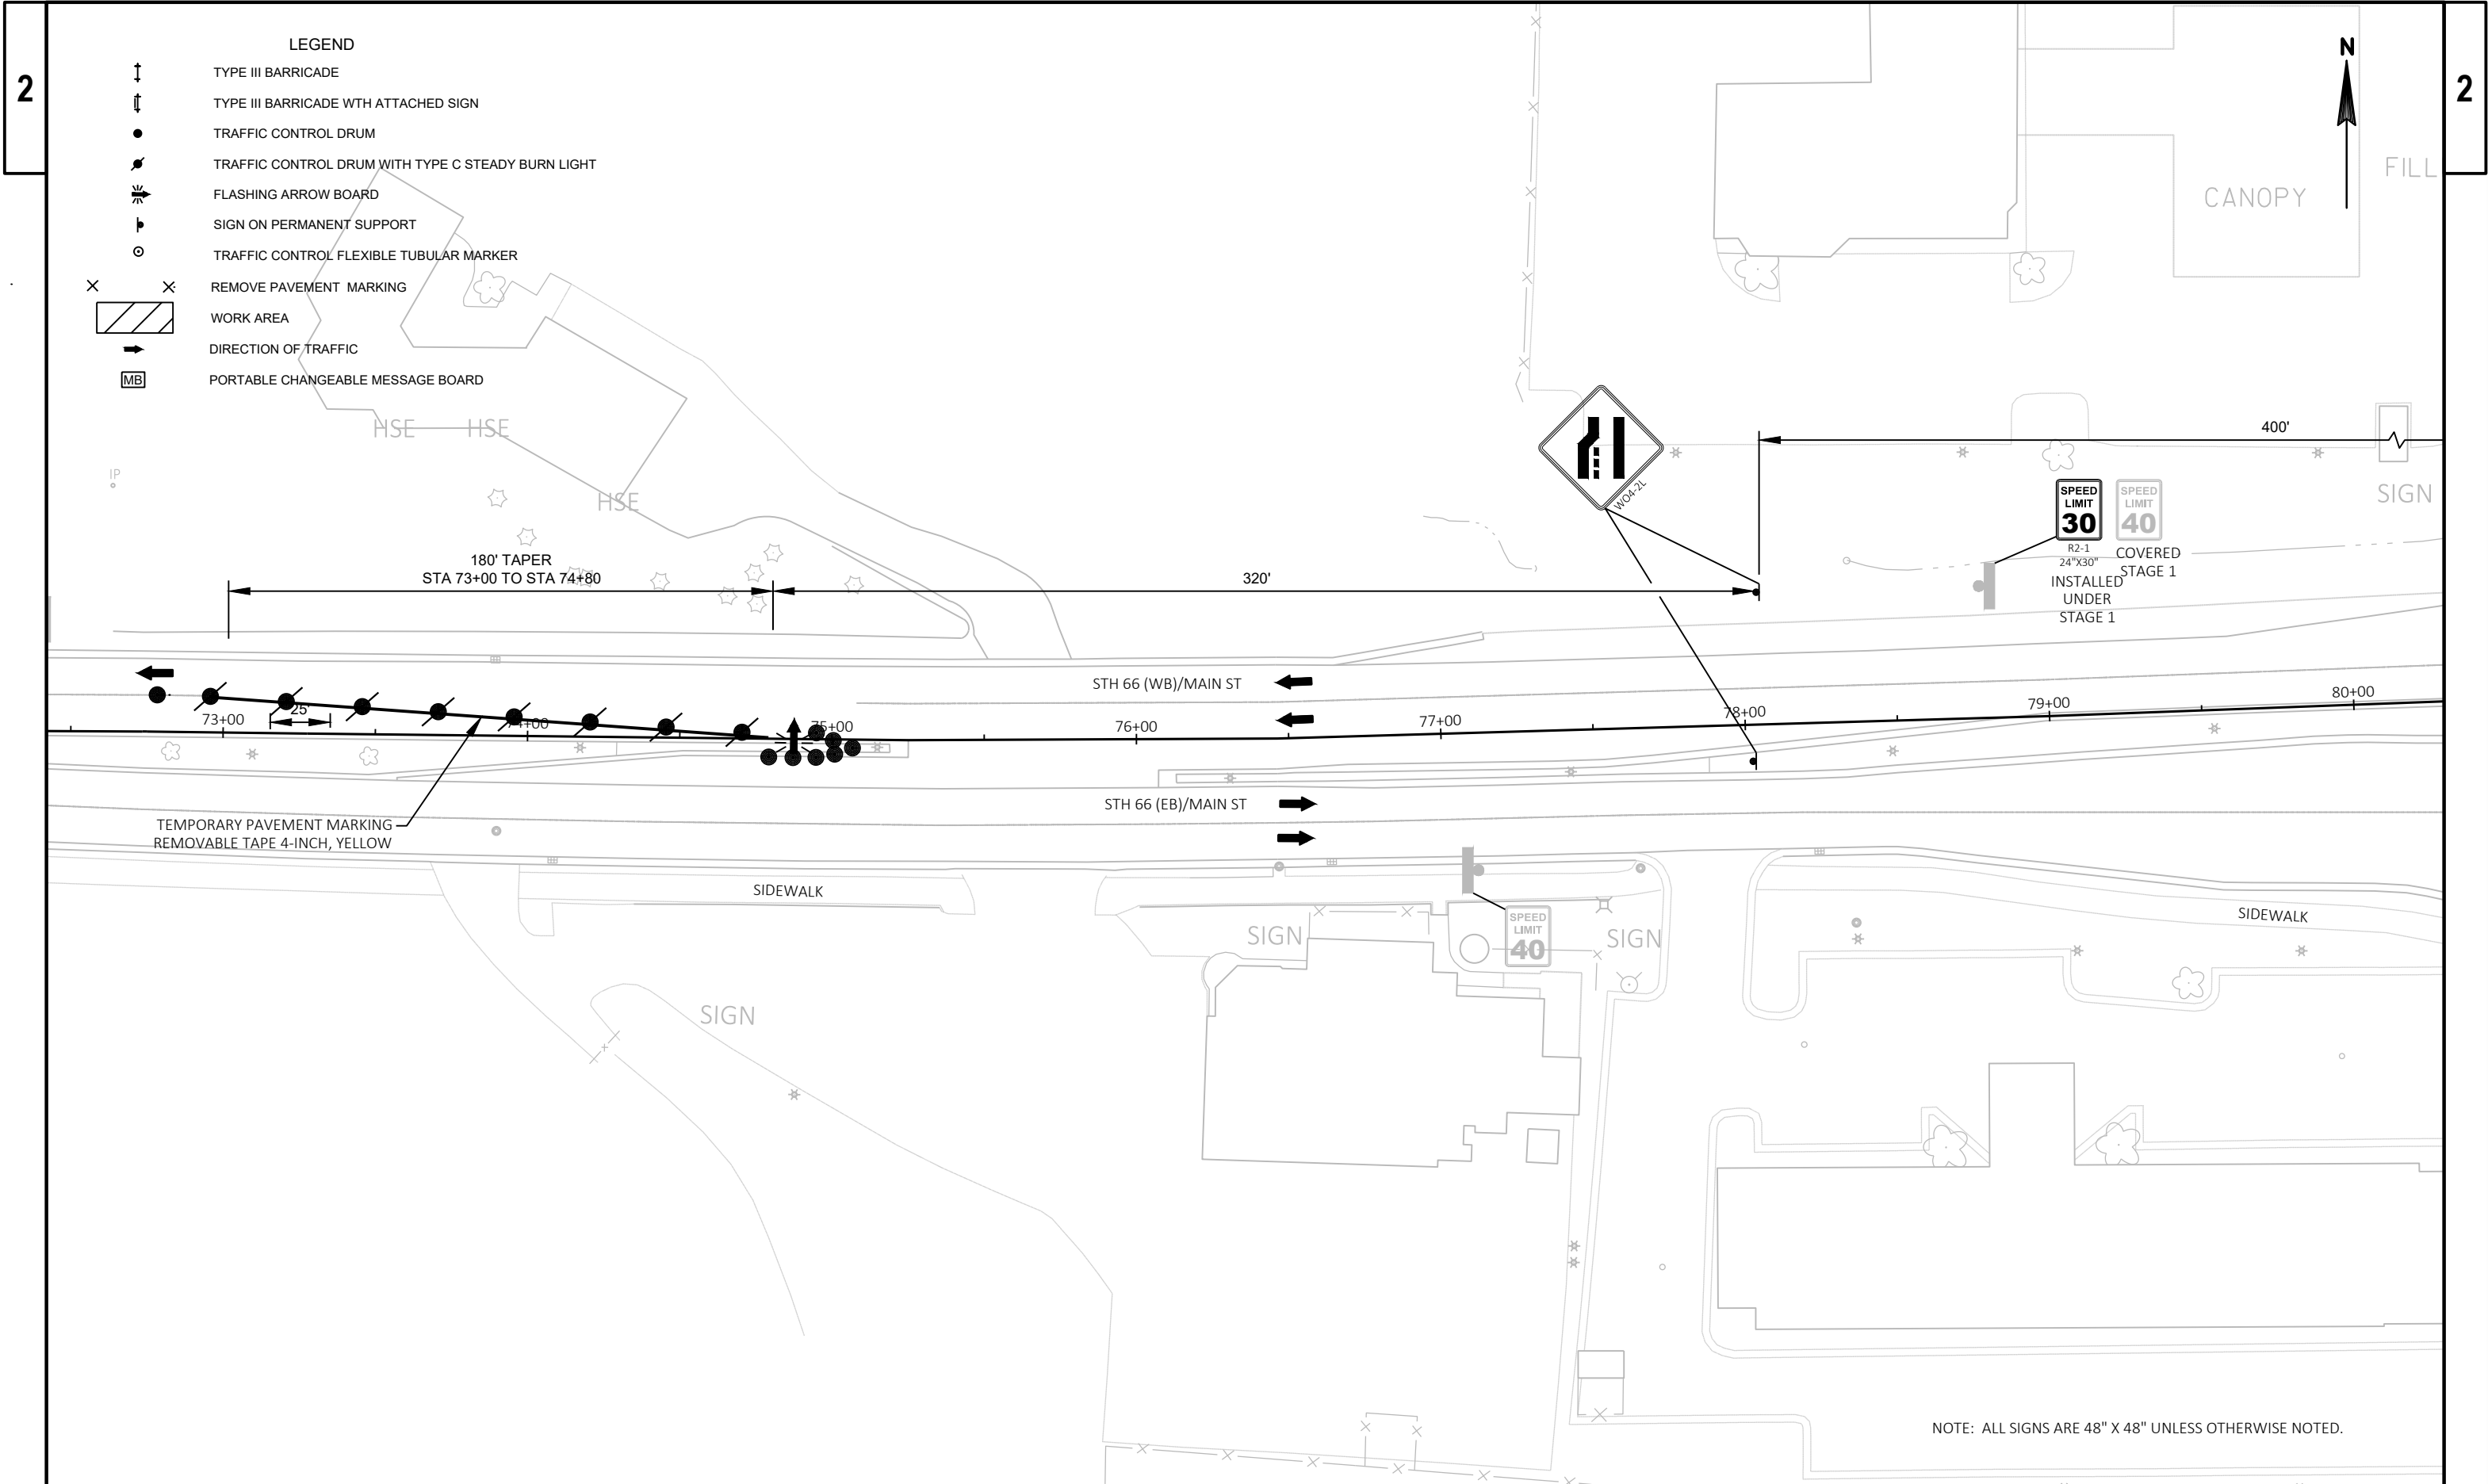 2
2
LEGEND
TYPE III BARRICADE
TYPE III BARRICADE WTH ATTACHED SIGN
TRAFFIC CONTROL DRUM
TRAFFIC CONTROL DRUM WITH TYPE C STEADY BURN LIGHT
FLASHING ARROW BOARD
SIGN ON PERMANENT SUPPORT
TRAFFIC CONTROL FLEXIBLE TUBULAR MARKER
REMOVE PAVEMENT MARKING
WORK AREA
DIRECTION OF TRAFFIC
MB
PORTABLE CHANGEABLE MESSAGE BOARD
N
CANOPY
FILL
HSE
HSE
HSE
IP
W04-2L
400'
SPEED
LIMIT
30
R2-1
24"X30"
INSTALLED
UNDER
STAGE 1
SPEED
LIMIT
40
COVERED
STAGE 1
SIGN
180' TAPER
STA 73+00 TO STA 74+80
320'
STH 66 (WB)/MAIN ST
25'
73+00
74+00
75+00
76+00
77+00
78+00
79+00
80+00
STH 66 (EB)/MAIN ST
TEMPORARY PAVEMENT MARKING
REMOVABLE TAPE 4-INCH, YELLOW
SIDEWALK
SIGN
SPEED
LIMIT
40
SIGN
SIDEWALK
SIGN
NOTE: ALL SIGNS ARE 48" X 48" UNLESS OTHERWISE NOTED.